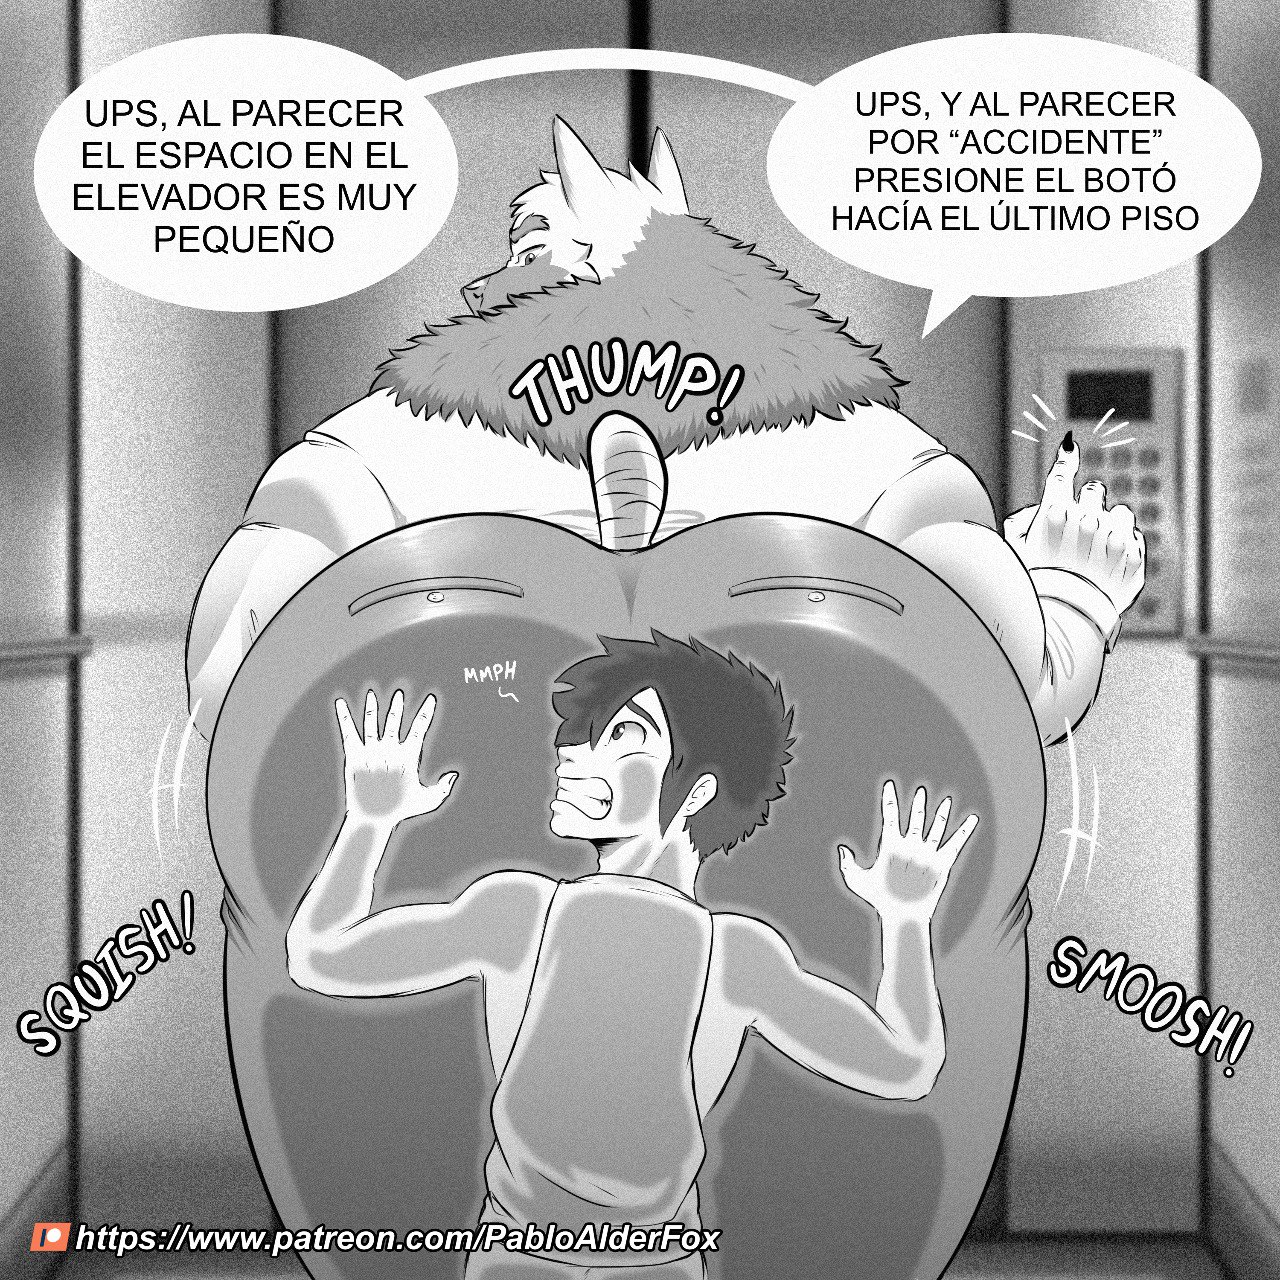 UPS, AL PARECER
EL ESPACIO EN EL
ELEVADOR ES MUY
PEQUEÑO
UPS, Y AL PARECER
POR “ACCIDENTE”
PRESIONE EL BOTÓ
HACÍA EL ÚLTIMO PISO
THUMP!
MMPH
SQUISH!
SMOOSH!
https://www.patreon.com/PabloAlderFox